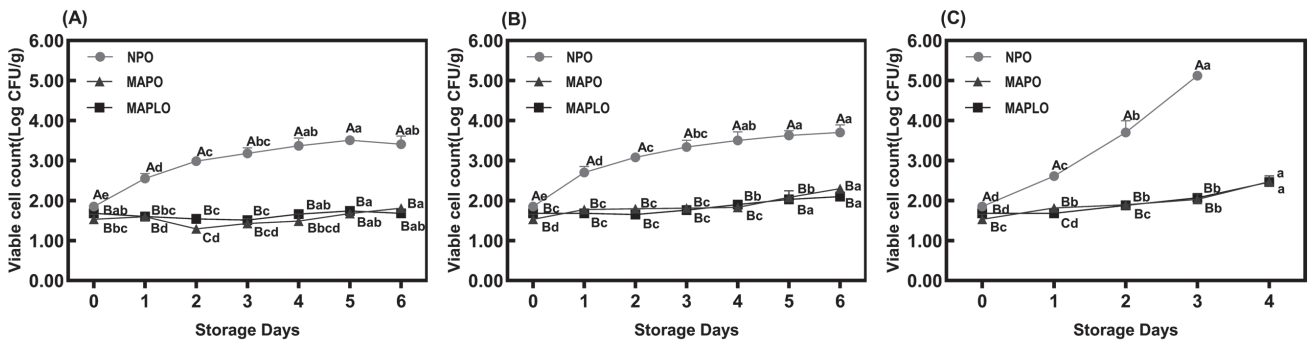 (A)
Viable cell count(Log CFU/g)
6.00
5.00
4.00
3.00
2.00
1.00
0.00
NPO
MAPO
MAPLO
Ae
Ad
Ac
Abc
Aab
Aa
Aab
Bab
Bbc
Bc
Bc
Bab
Ba
Ba
Bbc
Bd
Cd
Bcd
Bbcd
Bab
Bab
0 1 2 3 4 5 6
Storage Days
(B)
Viable cell count(Log CFU/g)
6.00
5.00
4.00
3.00
2.00
1.00
0.00
NPO
MAPO
MAPLO
Ae
Ad
Ac
Abc
Aa
Aa
Aa
Bc
Bc
Bc
Bc
Bb
Bb
Ba
Bd
Bc
Bc
Bc
Bc
Ba
Ba
0 1 2 3 4 5 6
Storage Days
(C)
Viable cell count(Log CFU/g)
6.00
5.00
4.00
3.00
2.00
1.00
0.00
NPO
MAPO
MAPLO
Ad
Ac
Ab
Aa
Bd
Bb
Bb
Bb
a
Bc
Cd
Bc
Bb
a
0 1 2 3 4
Storage Days